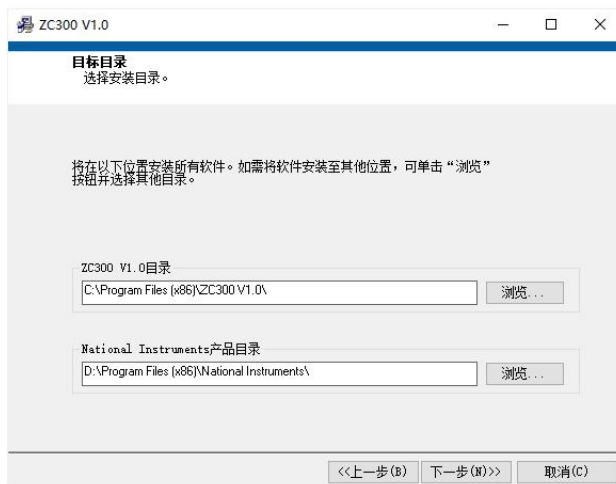 ZC300 V1.0
目标目录
选择安装目录。
将在以下位置安装所有软件。如需将软件安装至其他位置，可单击“浏览”
按钮并选择其他目录。
ZC300 V1.0目录
C:\Program Files (x86)\ZC300 V1.0\
浏览...
National Instruments产品目录
D:\Program Files (x86)\National Instruments\
浏览...
<<上一步(B) 下一步(N)>> 取消(C)